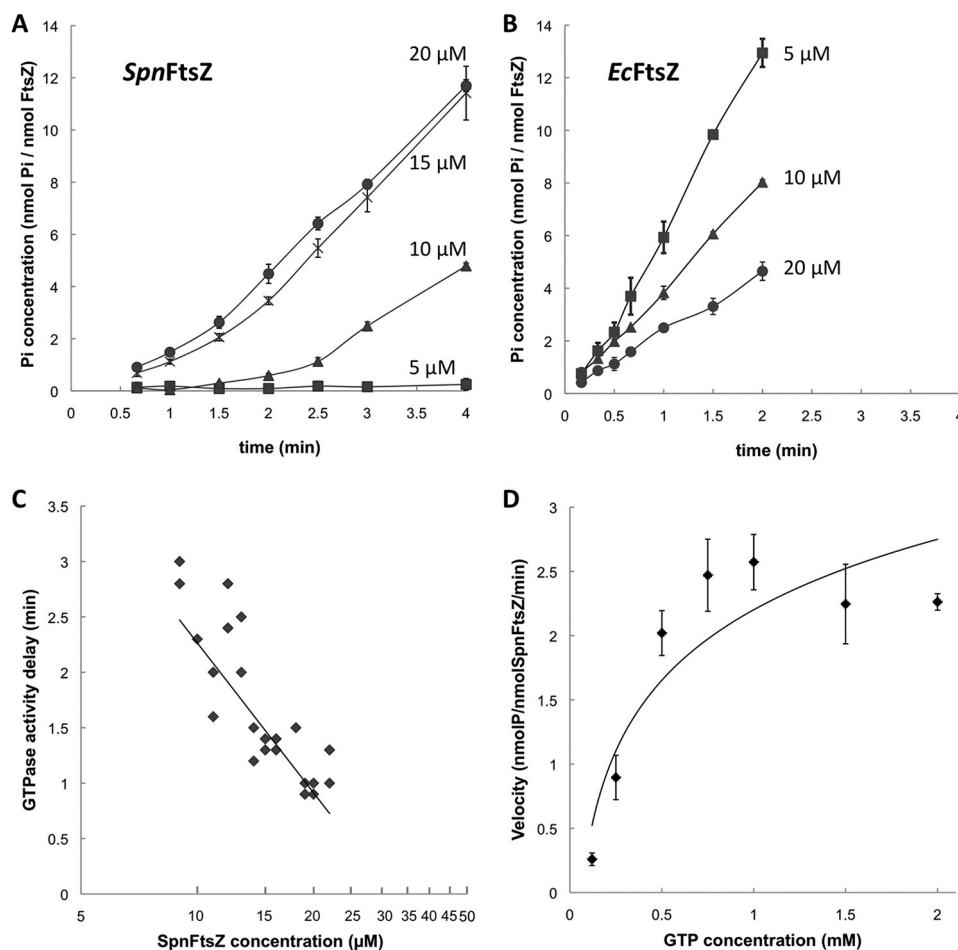 A
SpnFtsZ
Pi concentration (nmol Pi / nmol FtsZ)
14
12
10
8
6
4
2
0
20 µM
15 µM
10 µM
5 µM
0 0.5 1 1.5 2 2.5 3 3.5 4
time (min)
B
EcFtsZ
Pi concentration (nmol Pi / nmol FtsZ)
14
12
10
8
6
4
2
0
5 µM
10 µM
20 µM
0 0.5 1 1.5 2 2.5 3 3.5 4
time (min)
C
GTPase activity delay (min)
3.5
3
2.5
2
1.5
1
0.5
0
5 10 15 20 25 30 35 40 45 50
SpnFtsZ concentration (µM)
D
Velocity (nmolP/nmolSpnFtsZ/min)
3
2.5
2
1.5
1
0.5
0
0 0.5 1 1.5 2
GTP concentration (mM)